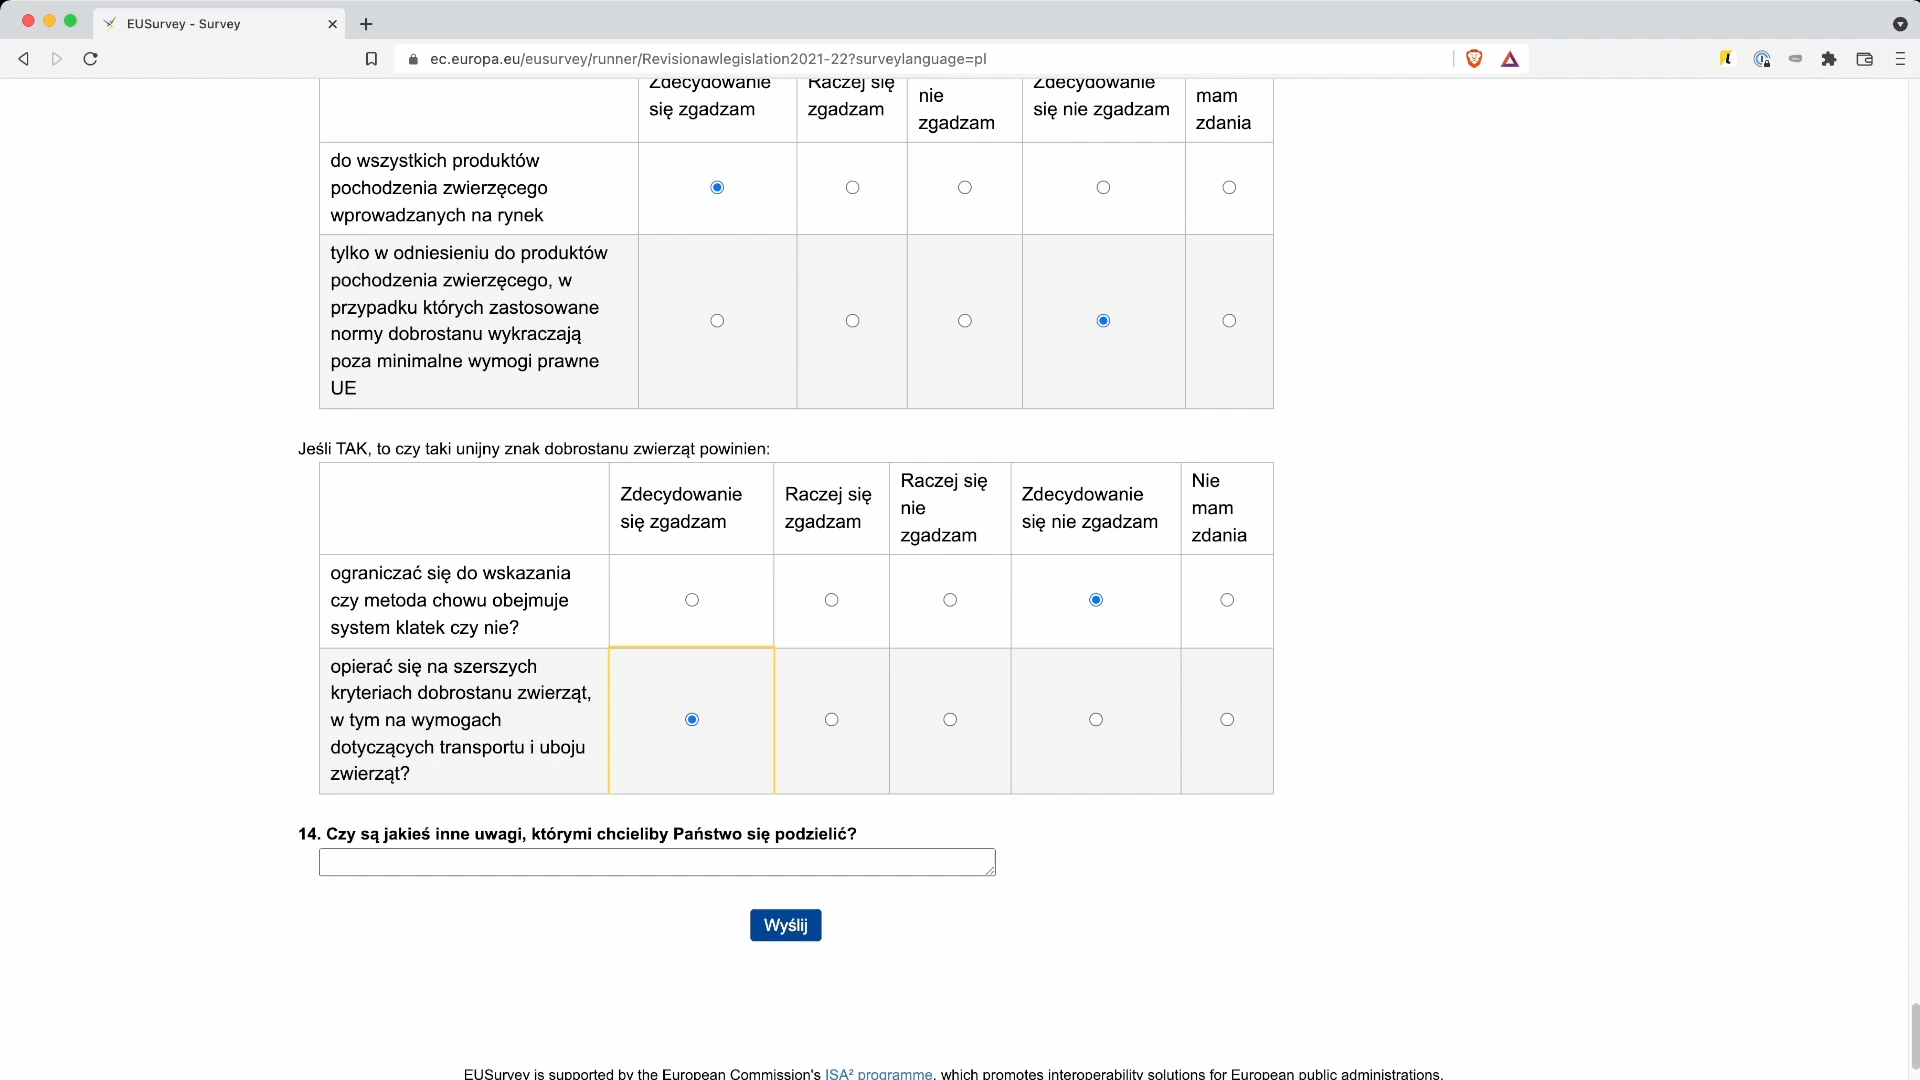 EUSurvey - Survey
ec.europa.eu/eusurvey/runner/Revisionawlegislation2021-22?surveylanguage=pl
Zdecydowanie się zgadzam
Raczej się zgadzam
nie zgadzam
Zdecydowanie się nie zgadzam
mam zdania
do wszystkich produktów
pochodzenia zwierzęcego
wprowadzanych na rynek
tylko w odniesieniu do produktów
pochodzenia zwierzęcego, w
przypadku których zastosowane
normy dobrostanu wykraczają
poza minimalne wymogi prawne
UE
Jeśli TAK, to czy taki unijny znak dobrostanu zwierząt powinien:
Zdecydowanie się zgadzam
Raczej się zgadzam
Raczej się nie zgadzam
Zdecydowanie się nie zgadzam
Nie mam zdania
ograniczać się do wskazania
czy metoda chowu obejmuje
system klatek czy nie?
opierać się na szerszych
kryteriach dobrostanu zwierząt,
w tym na wymogach
dotyczących transportu i uboju
zwierząt?
14. Czy są jakieś inne uwagi, którymi chcieliby Państwo się podzielić?
Wyślij
EUSurvey is supported by the European Commission's ISA² programme, which promotes interoperability solutions for European public administrations.